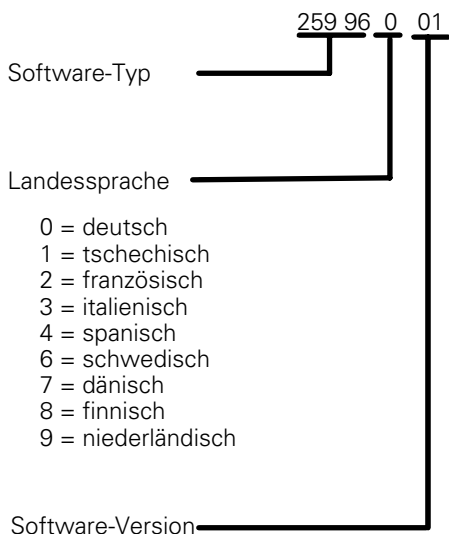 259 96 0 01
Software-Typ
Landessprache
0 = deutsch
1 = tschechisch
2 = französisch
3 = italienisch
4 = spanisch
6 = schwedisch
7 = dänisch
8 = finnisch
9 = niederländisch
Software-Version